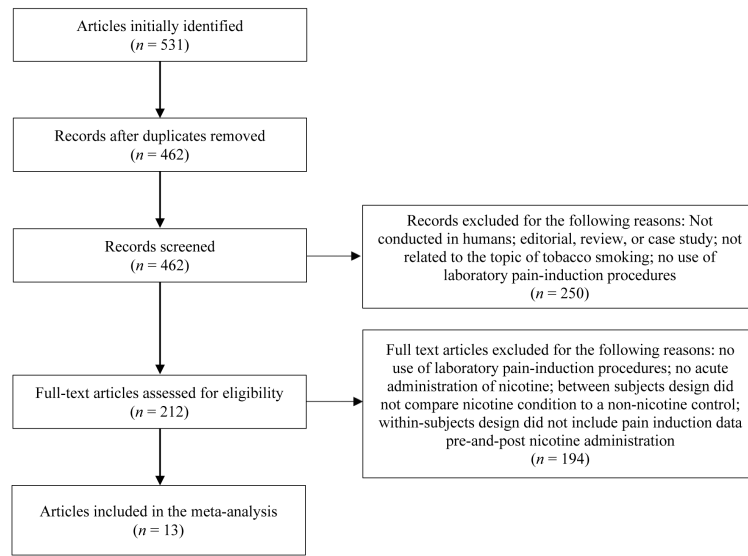 Articles initially identified
(n = 531)
Records after duplicates removed
(n = 462)
Records screened
(n = 462)
Records excluded for the following reasons: Not
conducted in humans; editorial, review, or case study; not
related to the topic of tobacco smoking; no use of
laboratory pain-induction procedures
(n = 250)
Full-text articles assessed for eligibility
(n = 212)
Full text articles excluded for the following reasons: no
use of laboratory pain-induction procedures; no acute
administration of nicotine; between subjects design did
not compare nicotine condition to a non-nicotine control;
within-subjects design did not include pain induction data
pre-and-post nicotine administration
(n = 194)
Articles included in the meta-analysis
(n = 13)